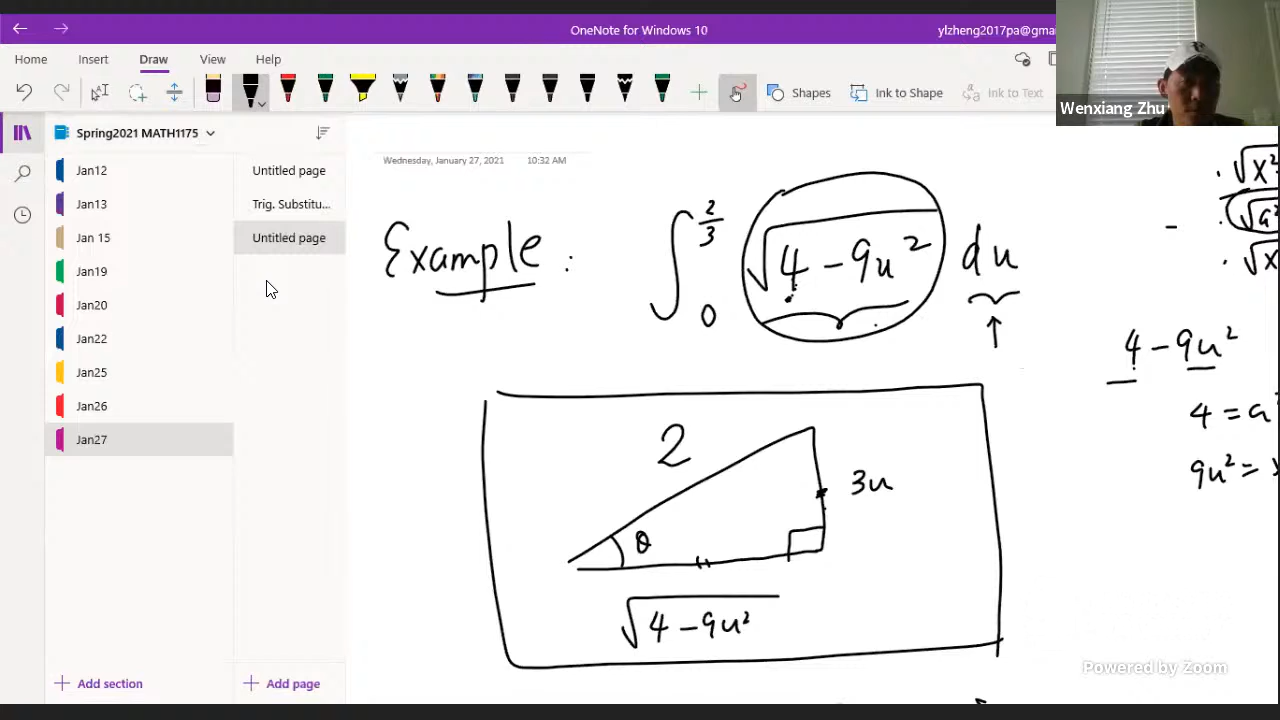 OneNote for Windows 10
ylzheng2017pa@gma
Home Insert Draw View Help
Shapes Ink to Shape Ink to Text
Wenxiang Zhu
Spring2021 MATH1175
Jan12
Jan13
Jan 15
Jan19
Jan20
Jan22
Jan25
Jan26
Jan27
Untitled page
Trig. Substitu...
Untitled page
Add section
Add page
Wednesday, January 27, 2021 10:32 AM
Example : ∫₀^{2/3} √(4 − 9u²) du
2
3u
θ
√(4 − 9u²)
· √x²
· √a²
· √x
4 − 9u²
4 = a²
9u² =
Powered by Zoom